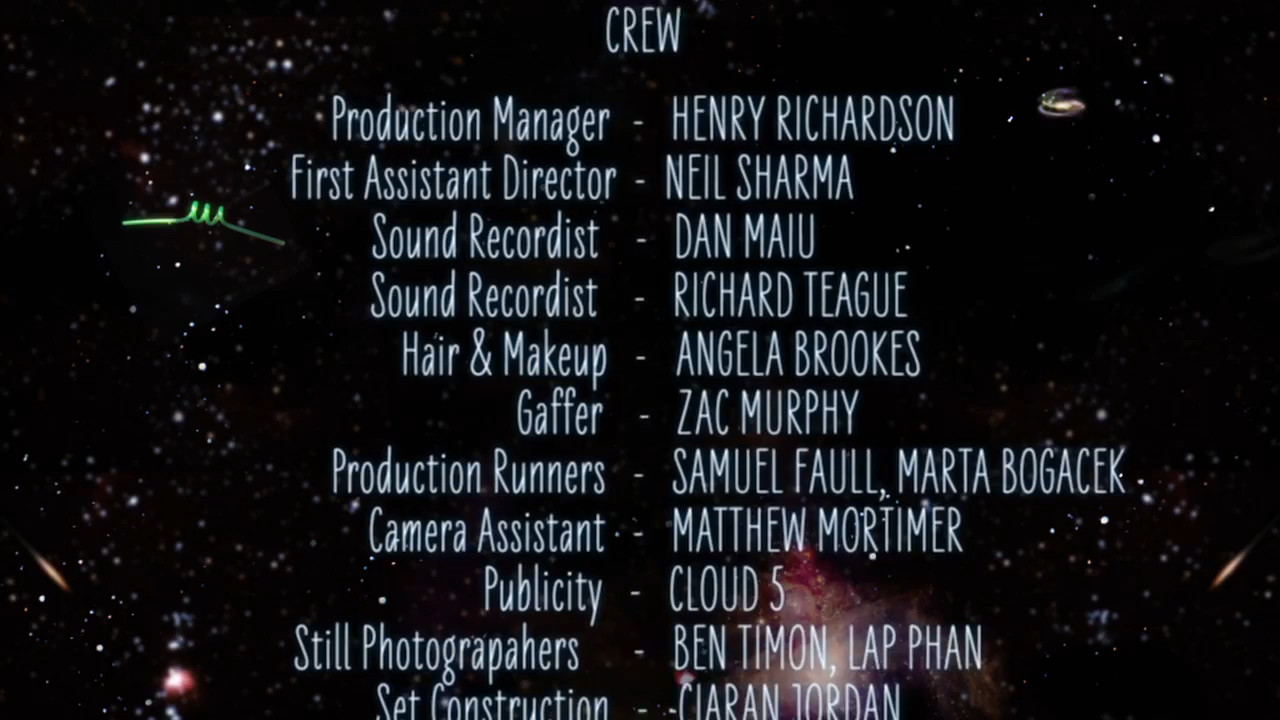 CREW
Production Manager - HENRY RICHARDSON
First Assistant Director - NEIL SHARMA
Sound Recordist - DAN MAIU
Sound Recordist - RICHARD TEAGUE
Hair & Makeup - ANGELA BROOKES
Gaffer - ZAC MURPHY
Production Runners - SAMUEL FAULL, MARTA BOGACEK
Camera Assistant - MATTHEW MORTIMER
Publicity - CLOUD 5
Still Photograpahers - BEN TIMON, LAP PHAN
Set Construction - CIARAN JORDAN